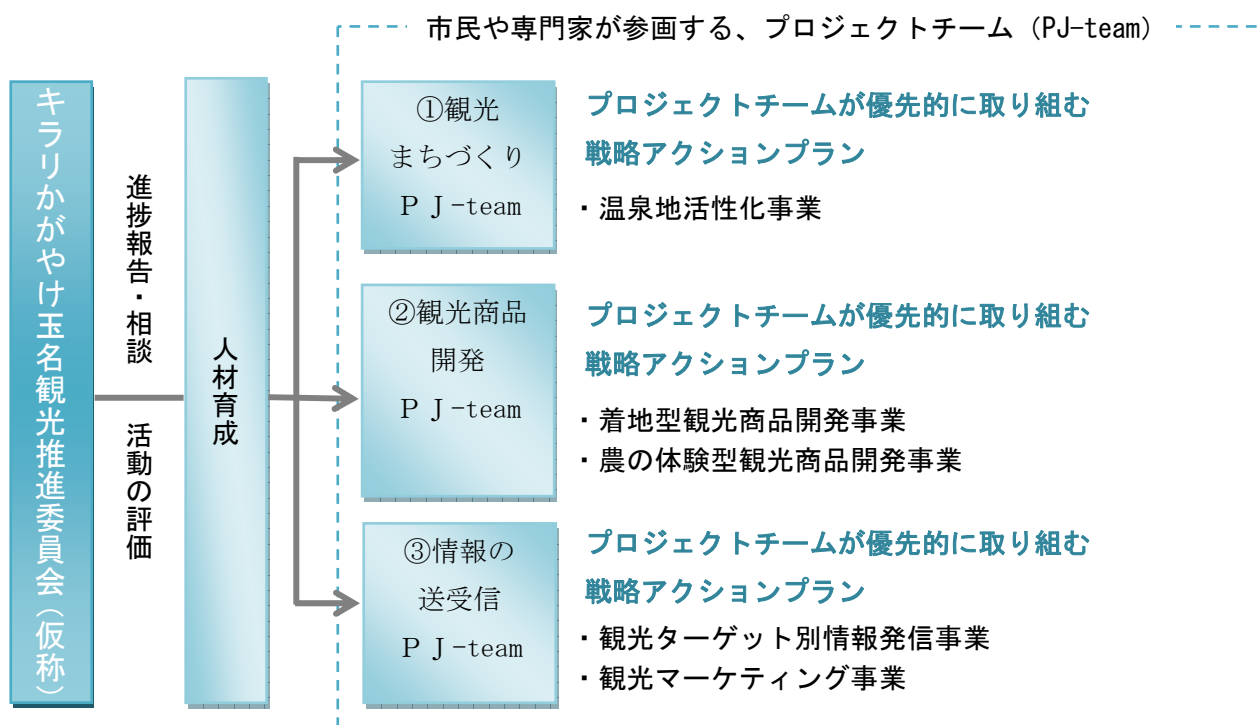 市民や専門家が参画する、プロジェクトチーム（PJ-team）
キラリかがやけ玉名観光推進委員会（仮称）
進捗報告・相談
活動の評価
人材育成
①観光
まちづくり
ＰＪ-team
プロジェクトチームが優先的に取り組む
戦略アクションプラン
・温泉地活性化事業
②観光商品
開発
ＰＪ-team
プロジェクトチームが優先的に取り組む
戦略アクションプラン
・着地型観光商品開発事業
・農の体験型観光商品開発事業
③情報の
送受信
ＰＪ-team
プロジェクトチームが優先的に取り組む
戦略アクションプラン
・観光ターゲット別情報発信事業
・観光マーケティング事業